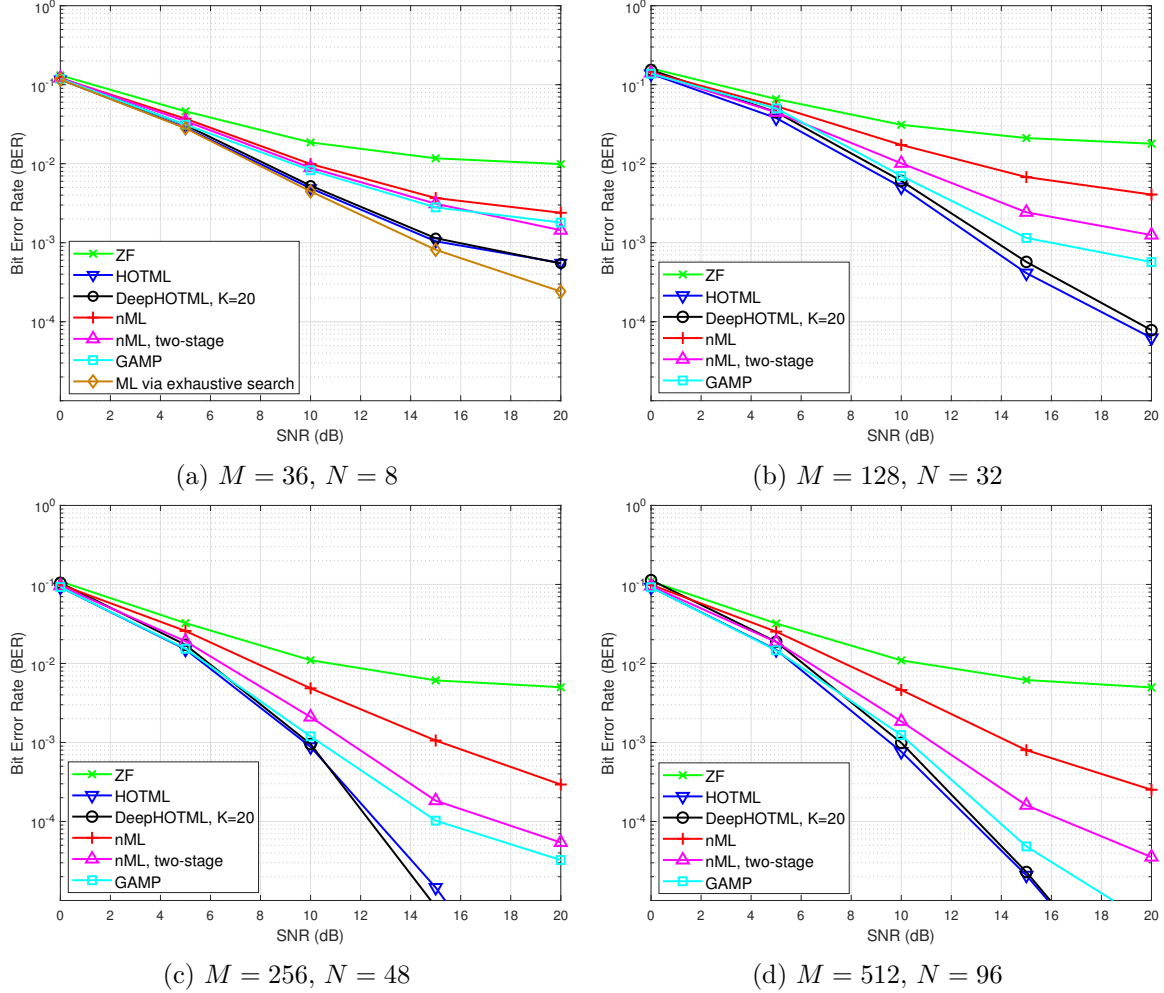 10^0
10^-1
10^-2
10^-3
10^-4
Bit Error Rate (BER)
ZF
HOTML
DeepHOTML, K=20
nML
nML, two-stage
GAMP
ML via exhaustive search
0 2 4 6 8 10 12 14 16 18 20
SNR (dB)
(a) M = 36, N = 8
10^0
10^-1
10^-2
10^-3
10^-4
Bit Error Rate (BER)
ZF
HOTML
DeepHOTML, K=20
nML
nML, two-stage
GAMP
0 2 4 6 8 10 12 14 16 18 20
SNR (dB)
(b) M = 128, N = 32
10^0
10^-1
10^-2
10^-3
10^-4
Bit Error Rate (BER)
ZF
HOTML
DeepHOTML, K=20
nML
nML, two-stage
GAMP
0 2 4 6 8 10 12 14 16 18 20
SNR (dB)
(c) M = 256, N = 48
10^0
10^-1
10^-2
10^-3
10^-4
Bit Error Rate (BER)
ZF
HOTML
DeepHOTML, K=20
nML
nML, two-stage
GAMP
0 2 4 6 8 10 12 14 16 18 20
SNR (dB)
(d) M = 512, N = 96